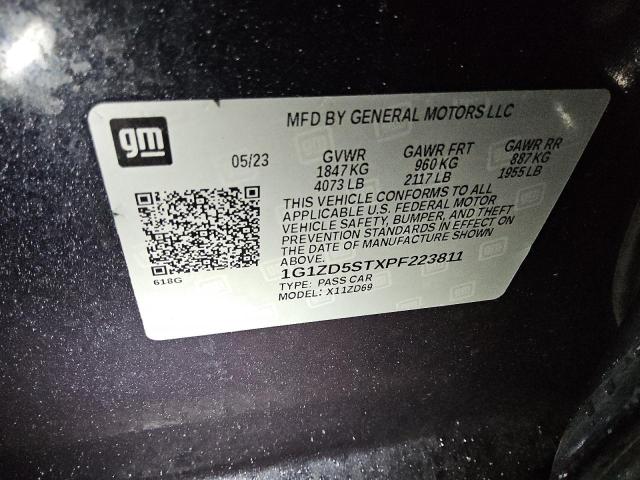 gm
MFD BY GENERAL MOTORS LLC
05/23 GVWR GAWR FRT GAWR RR
1847 KG 960 KG 887 KG
4073 LB 2117 LB 1955 LB
THIS VEHICLE CONFORMS TO ALL
APPLICABLE U.S. FEDERAL MOTOR
VEHICLE SAFETY, BUMPER, AND THEFT
PREVENTION STANDARDS IN EFFECT ON
THE DATE OF MANUFACTURE SHOWN
ABOVE.
1G1ZD5STXPF223811
TYPE: PASS CAR
MODEL: X11ZD69
618G